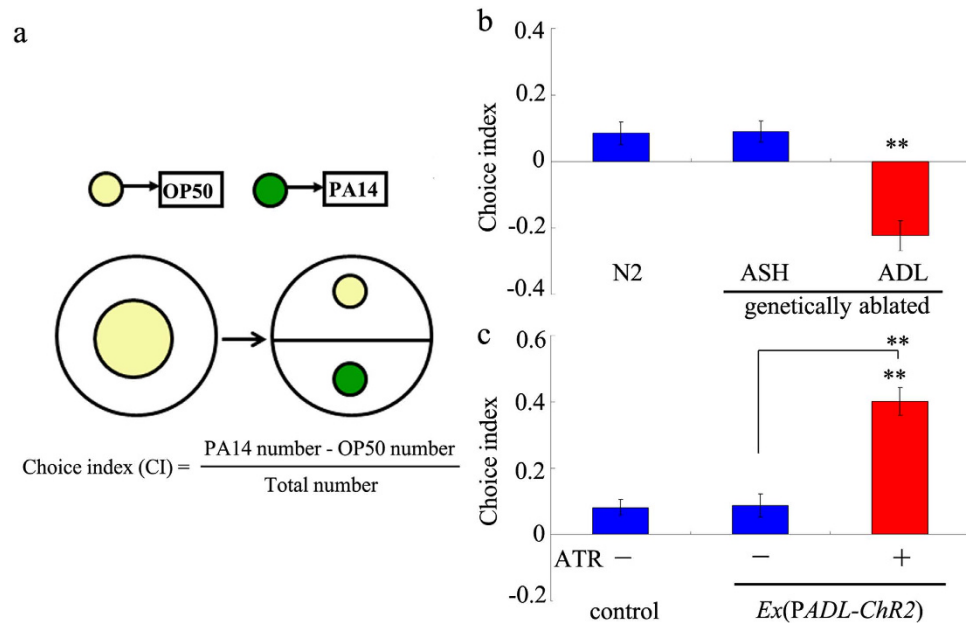 a
OP50
PA14
Choice index (CI) = PA14 number - OP50 number
Total number
b
Choice index
0.4
0.2
0
-0.2
-0.4
**
N2
ASH
ADL
genetically ablated
c
Choice index
0.6
0.4
0.2
0
-0.2
**
**
ATR
−
−
+
control
Ex(PADL-ChR2)